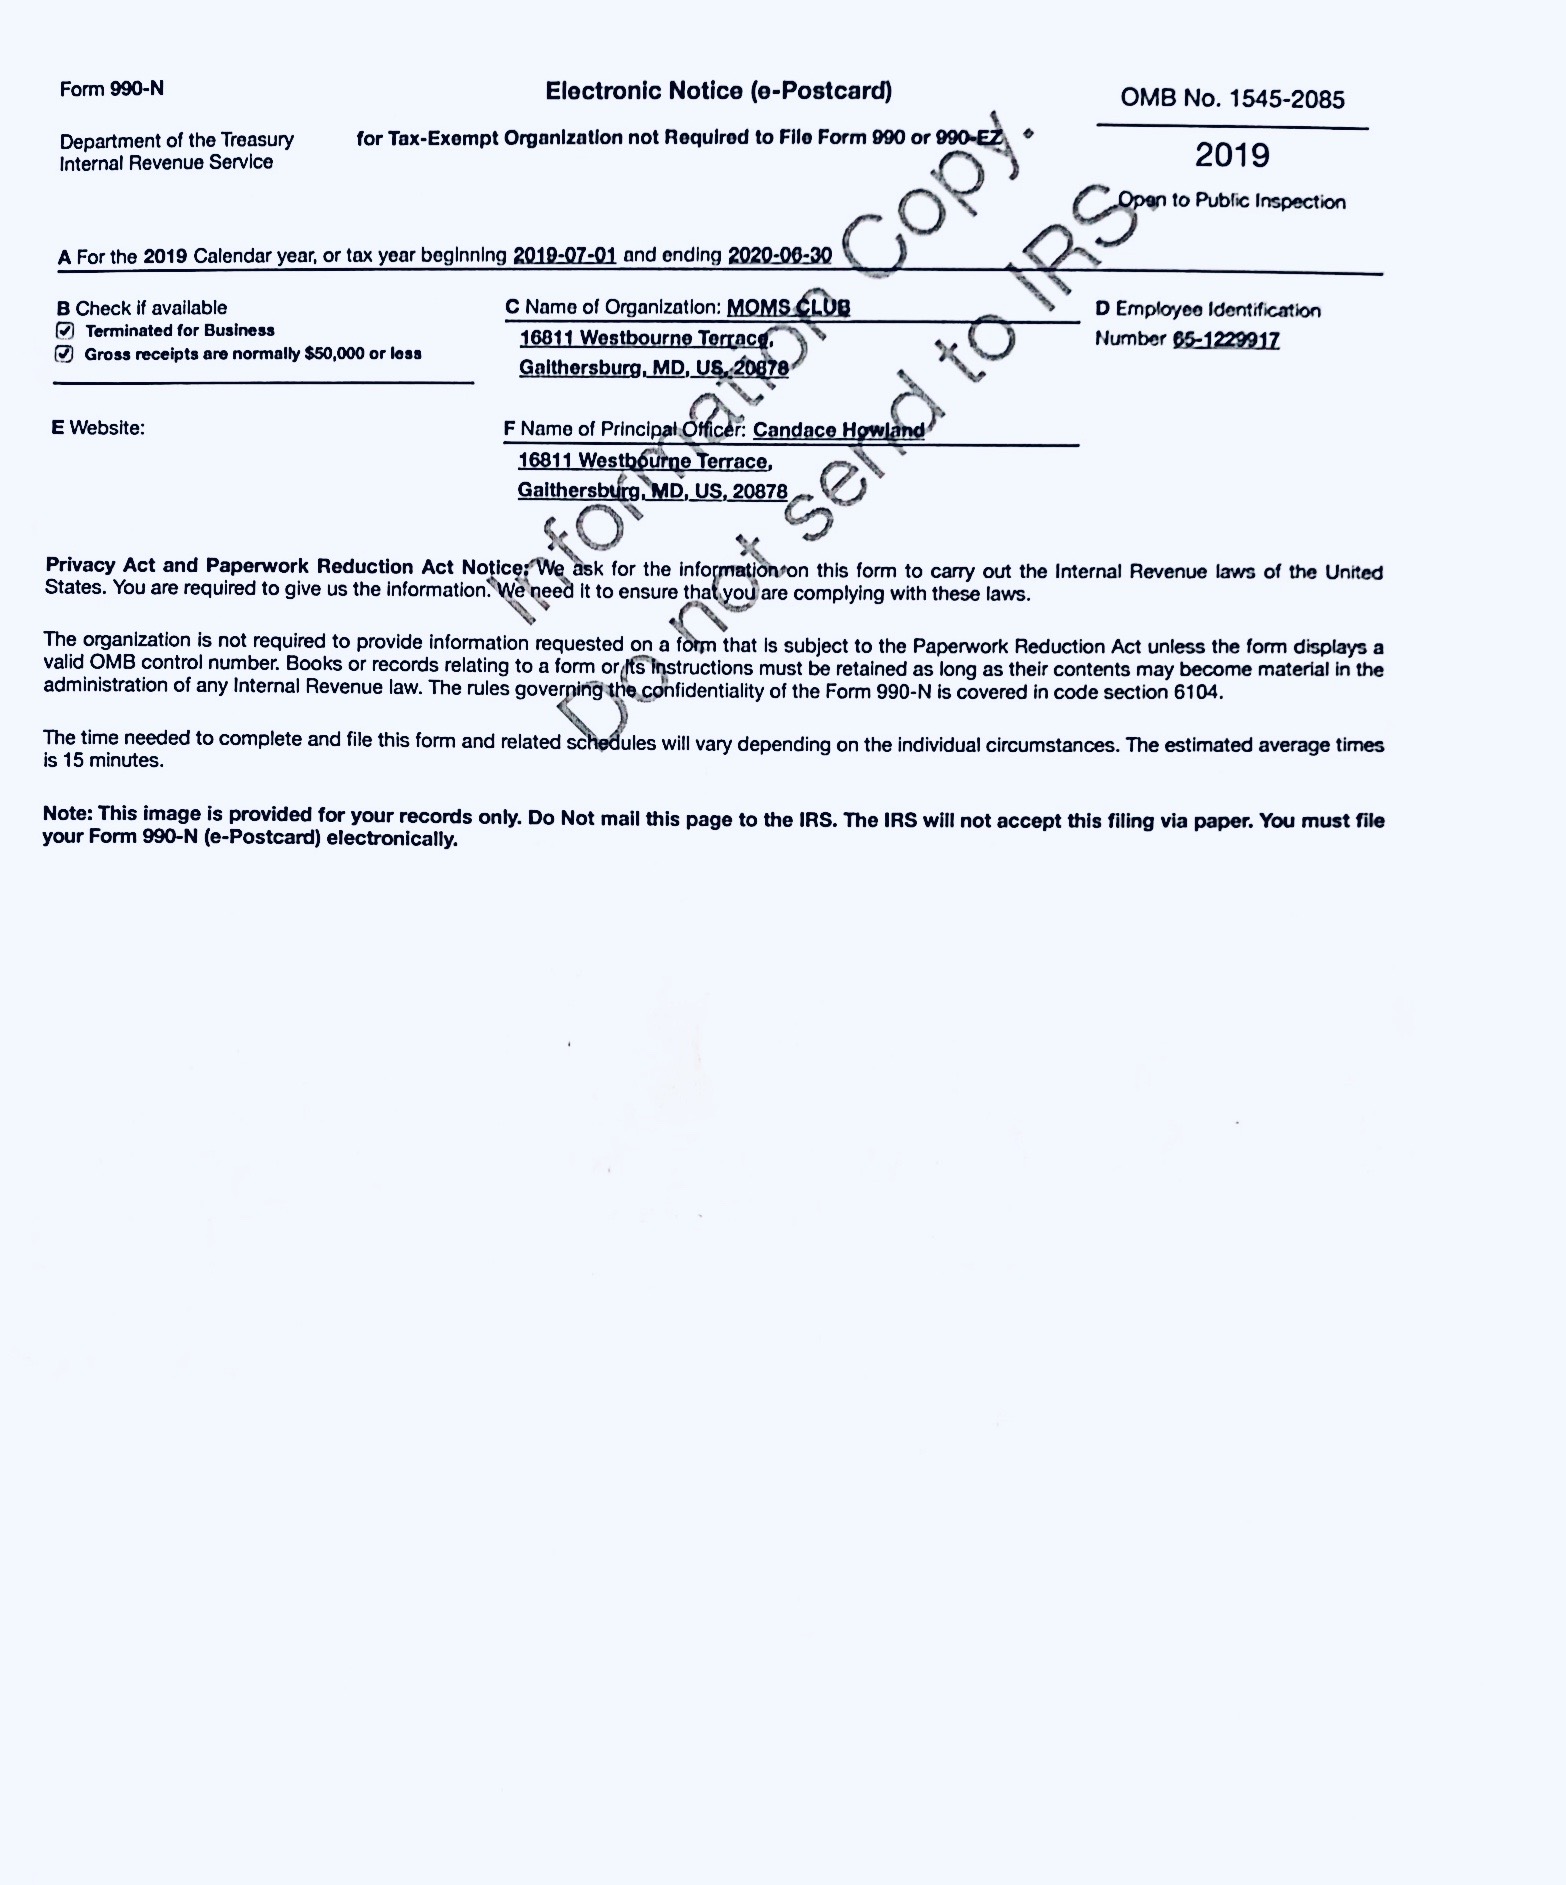 Form 990-N
Electronic Notice (e-Postcard)
OMB No. 1545-2085
Department of the Treasury
Internal Revenue Service
for Tax-Exempt Organization not Required to File Form 990 or 990-EZ
2019
Open to Public Inspection
A For the 2019 Calendar year, or tax year beginning 2019-07-01 and ending 2020-06-30
B Check if available
Terminated for Business
Gross receipts are normally $50,000 or less
C Name of Organization: MOMS CLUB
16811 Westbourne Terrace,
Gaithersburg, MD, US, 20878
D Employee Identification
Number 65-1229917
E Website:
F Name of Principal Officer: Candace Howland
16811 Westbourne Terrace,
Gaithersburg, MD, US, 20878
Privacy Act and Paperwork Reduction Act Notice: We ask for the information on this form to carry out the Internal Revenue laws of the United
States. You are required to give us the information. We need it to ensure that you are complying with these laws.
The organization is not required to provide information requested on a form that is subject to the Paperwork Reduction Act unless the form displays a
valid OMB control number. Books or records relating to a form or its instructions must be retained as long as their contents may become material in the
administration of any Internal Revenue law. The rules governing the confidentiality of the Form 990-N is covered in code section 6104.
The time needed to complete and file this form and related schedules will vary depending on the individual circumstances. The estimated average times
is 15 minutes.
Note: This image is provided for your records only. Do Not mail this page to the IRS. The IRS will not accept this filing via paper. You must file
your Form 990-N (e-Postcard) electronically.
Information Copy.
Do not send to IRS.